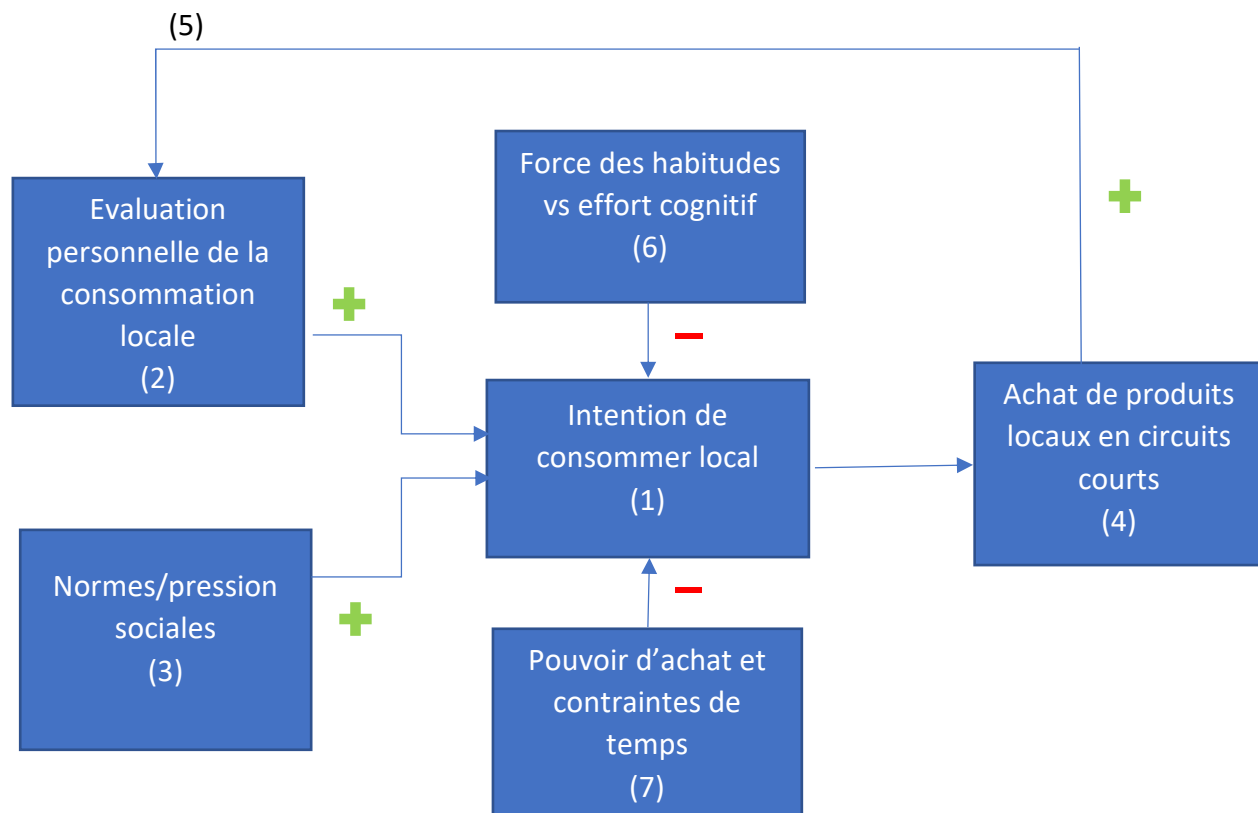 (5)
Evaluation
personnelle de la
consommation
locale
(2)
Force des habitudes
vs effort cognitif
(6)
Intention de
consommer local
(1)
Achat de produits
locaux en circuits
courts
(4)
Normes/pression
sociales
(3)
Pouvoir d’achat et
contraintes de
temps
(7)